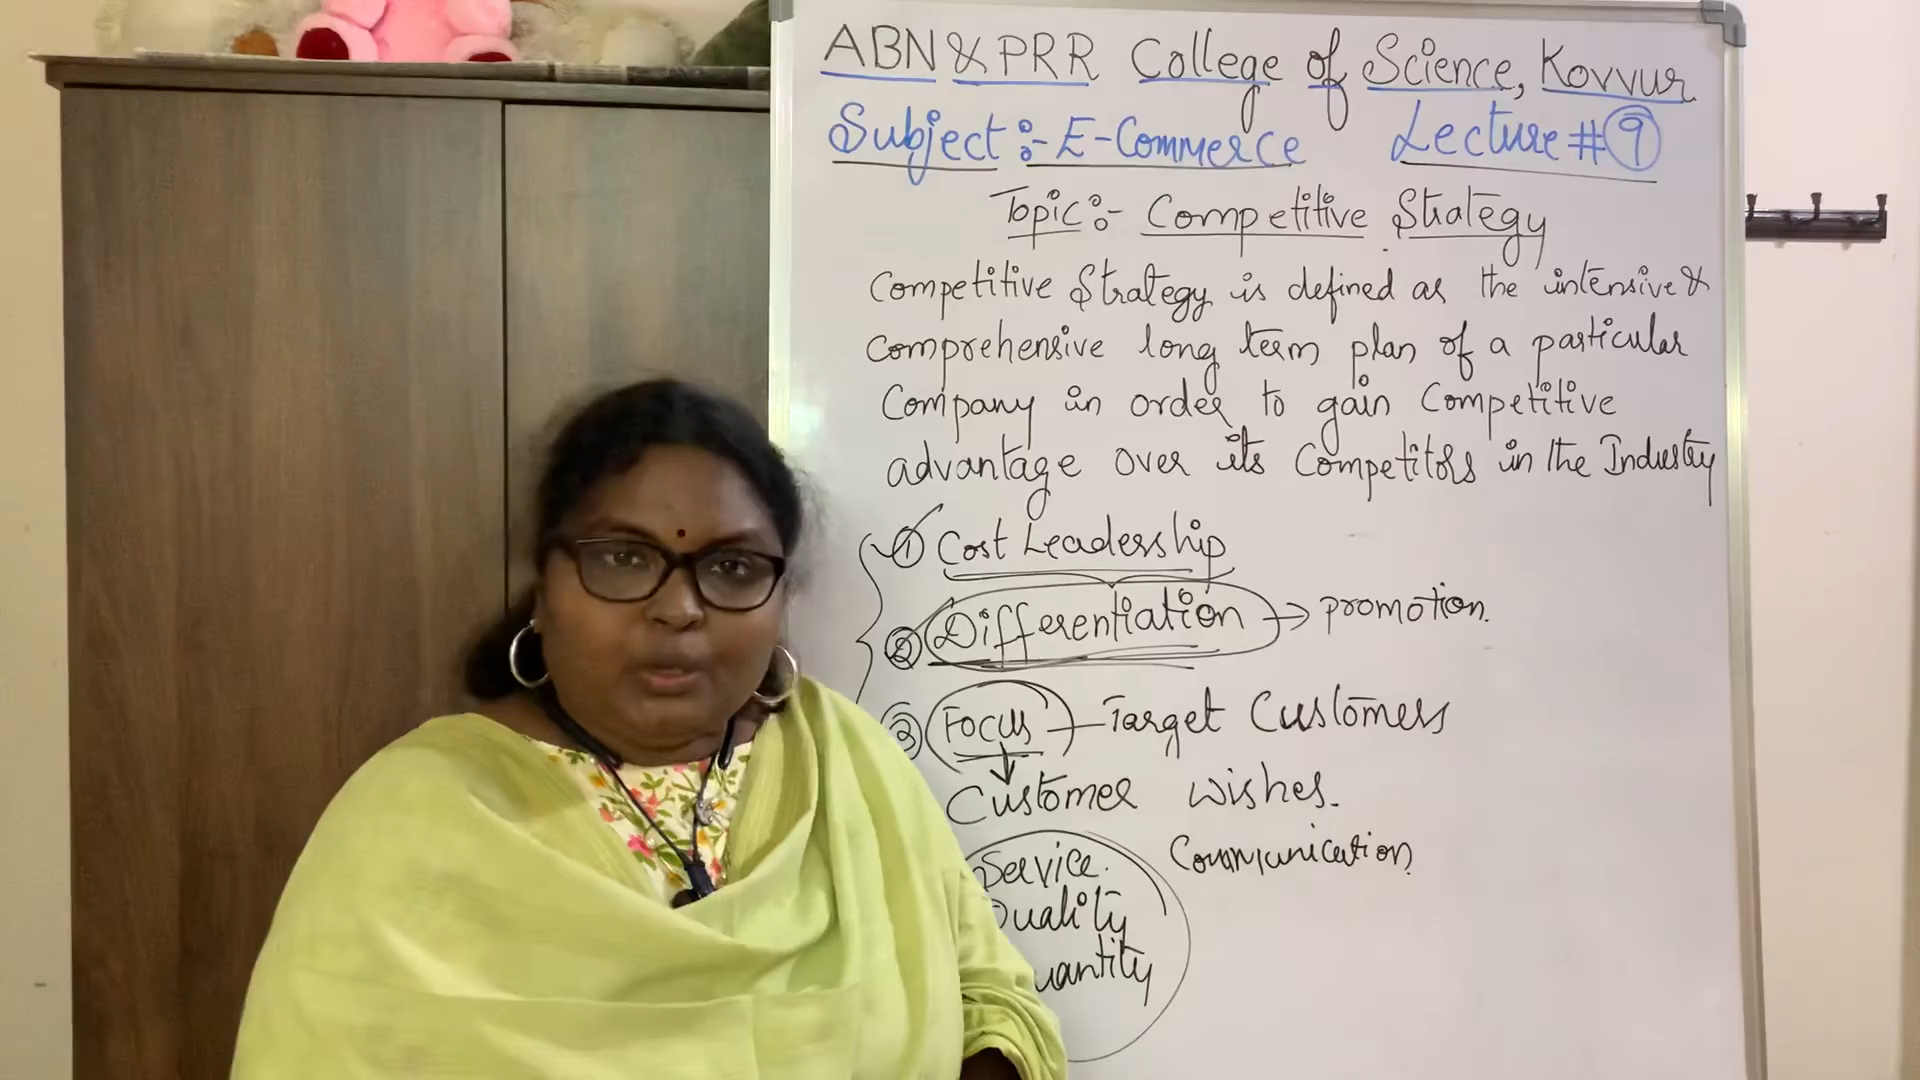 ABN & PRR College of Science, Kovvur
Subject:- E-Commerce Lecture # 9
Topic:- Competitive Strategy
Competitive Strategy is defined as the intensive &
comprehensive long term plan of a particular
Company in order to gain Competitive
advantage over its Competitors in the Industry
1 Cost Leadership
2 Differentiation → promotion.
3 Focus - Target Customers
Customer wishes.
Service. Communication
Quality
uantity